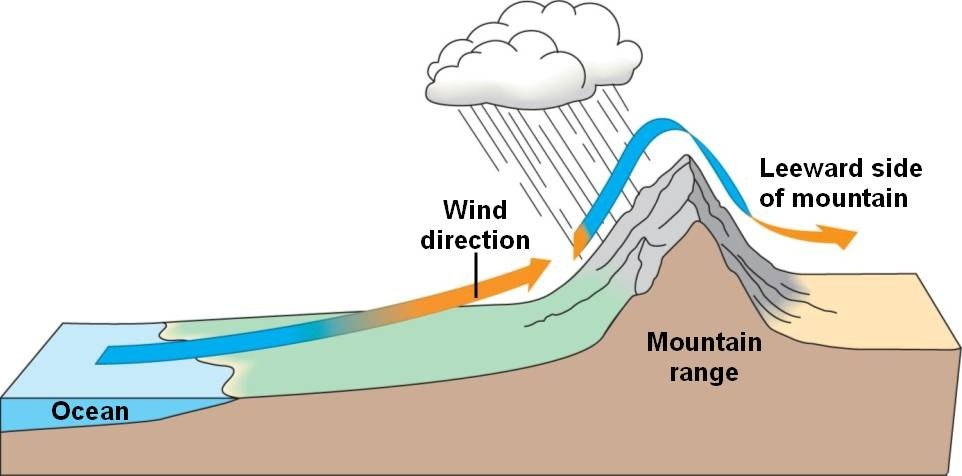 Leeward side
of mountain
Wind
direction
Mountain
range
Ocean